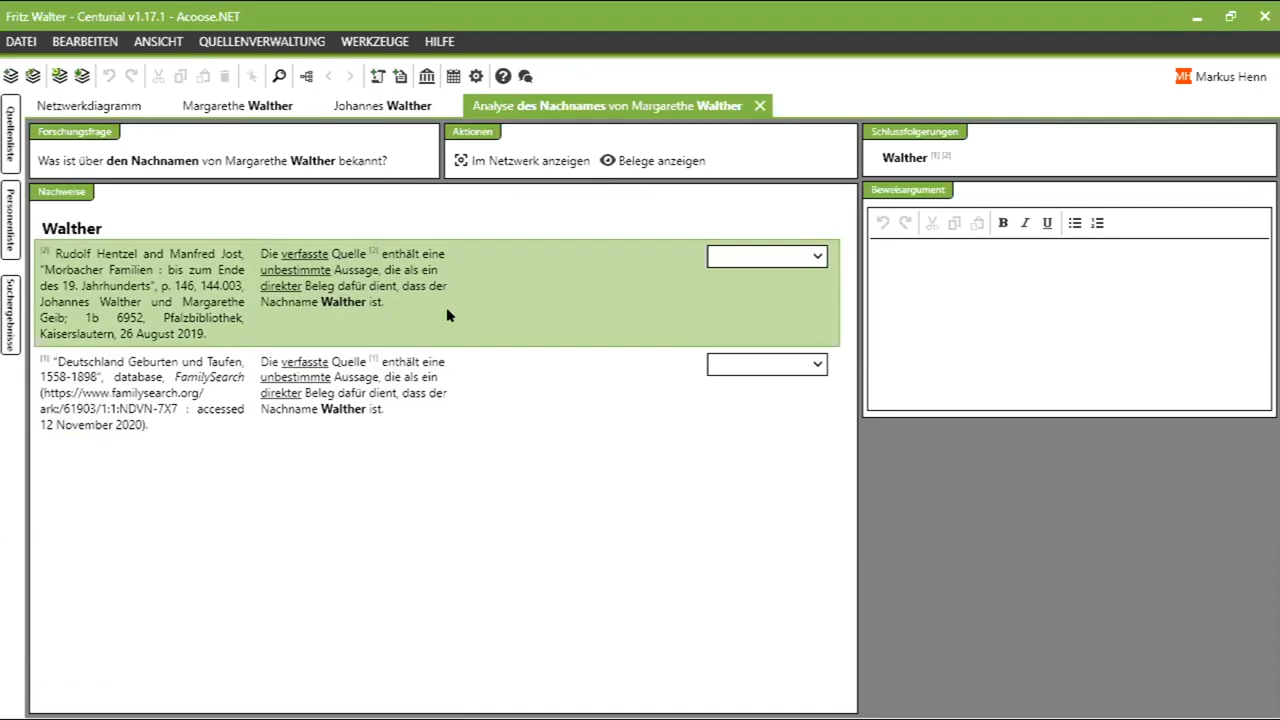 Fritz Walter - Centurial v1.17.1 - Acoose.NET
DATEI BEARBEITEN ANSICHT QUELLENVERWALTUNG WERKZEUGE HILFE
MH Markus Henn
Netzwerkdiagramm Margarethe Walther Johannes Walther Analyse des Nachnames von Margarethe Walther
Quellenliste
Personenliste
Suchergebnisse
Forschungsfrage
Was ist über den Nachnamen von Margarethe Walther bekannt?
Aktionen
Im Netzwerk anzeigen Belege anzeigen
Schlussfolgerungen
Walther [1] [2]
Nachweise
Walther
[2] Rudolf Hentzel and Manfred Jost,
"Morbacher Familien : bis zum Ende
des 19. Jahrhunderts", p. 146, 144.003,
Johannes Walther und Margarethe
Geib; 1b 6952, Pfalzbibliothek,
Kaiserslautern, 26 August 2019.
Die verfasste Quelle [2] enthält eine
unbestimmte Aussage, die als ein
direkter Beleg dafür dient, dass der
Nachname Walther ist.
[1] "Deutschland Geburten und Taufen,
1558-1898", database, FamilySearch
(https://www.familysearch.org/
ark:/61903/1:1:NDVN-7X7 : accessed
12 November 2020).
Die verfasste Quelle [1] enthält eine
unbestimmte Aussage, die als ein
direkter Beleg dafür dient, dass der
Nachname Walther ist.
Beweisargument
B I U